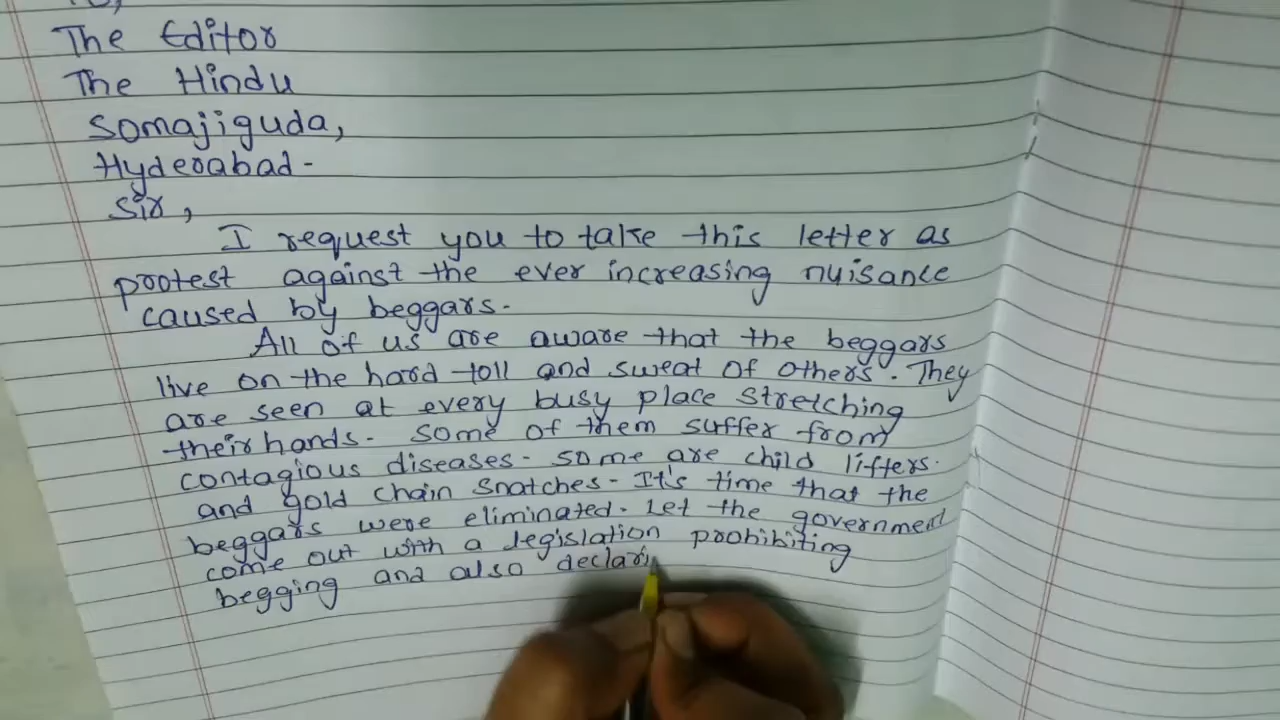 To,
The Editor
The Hindu
Somajiguda,
Hyderabad-
Sir,
I request you to take this letter as
protest against the ever increasing nuisance
caused by beggars.
All of us are aware that the beggars
live on the hard toll and sweat of others. They
are seen at every busy place stretching
their hands. Some of them suffer from
contagious diseases. Some are child lifters.
and gold chain snatches. It's time that the
beggars were eliminated. Let the government
come out with a legislation prohibiting
begging and also declari